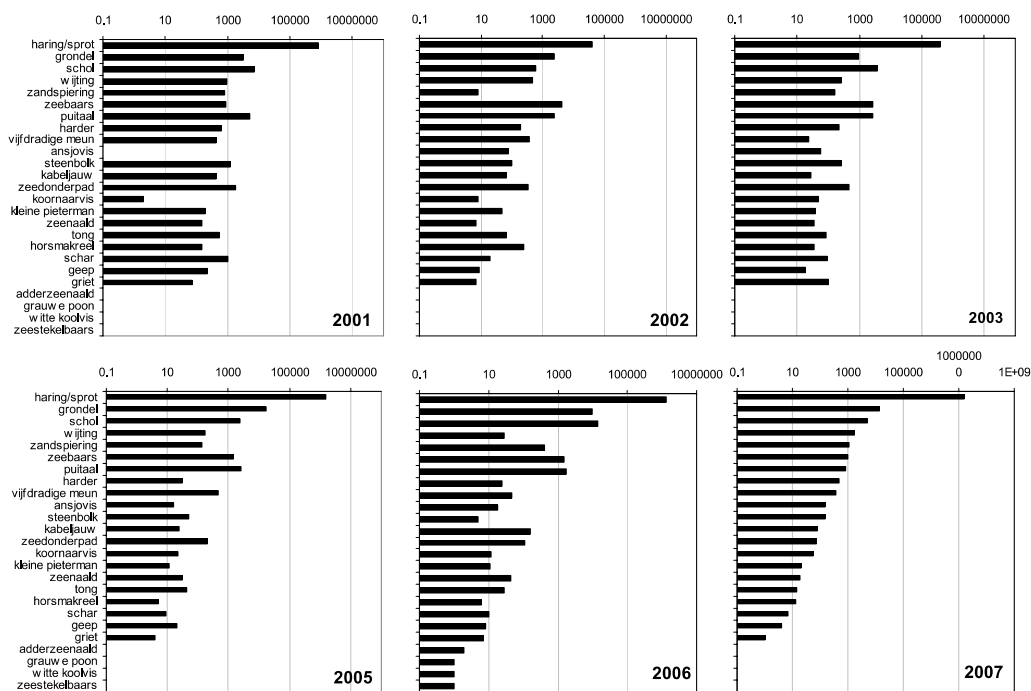 0.1 10 1000 100000 10000000
0.1 10 1000 100000 10000000
0.1 10 1000 100000 10000000
haring/sprot
grondel
schol
wijting
zandspiering
zeebaars
puitaal
harder
vijfdradige meun
ansjovis
steenbolk
kabeljauw
zeedonderpad
koornaarvis
kleine pieterman
zeenaald
tong
horsmakreel
schar
geep
griet
adderzeenaald
grauwe poon
witte koolvis
zeestekelbaars
2001
2002
2003
0.1 10 1000 100000 10000000
0.1 10 1000 100000 10000000
1000000
0.1 10 1000 100000 0 1E+09
haring/sprot
grondel
schol
wijting
zandspiering
zeebaars
puitaal
harder
vijfdradige meun
ansjovis
steenbolk
kabeljauw
zeedonderpad
koornaarvis
kleine pieterman
zeenaald
tong
horsmakreel
schar
geep
griet
adderzeenaald
grauwe poon
witte koolvis
zeestekelbaars
2005
2006
2007